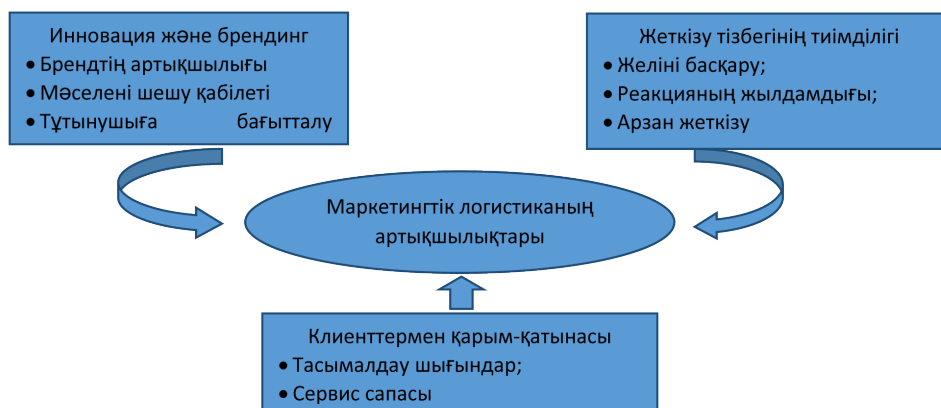 Инновация және брендинг
• Брендтің артықшылығы
• Мәселені шешу қабілеті
• Тұтынушыға бағытталу
Жеткізу тізбегінің тиімділігі
• Желіні басқару;
• Реакцияның жылдамдығы;
• Арзан жеткізу
Маркетингтік логистиканың
артықшылықтары
Клиенттермен қарым-қатынасы
• Тасымалдау шығындар;
• Сервис сапасы